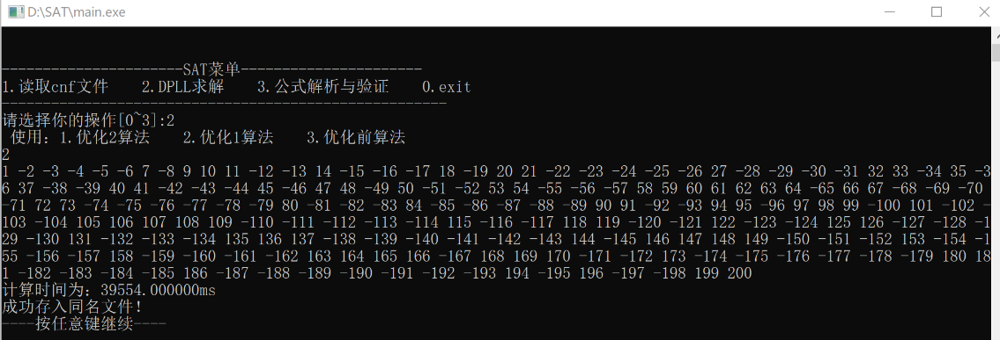 D:\SAT\main.exe
----------------------SAT菜单----------------------
1.读取cnf文件    2.DPLL求解    3.公式解析与验证    0.exit
------------------------------------------------------
请选择你的操作[0~3]:2
 使用：1.优化2算法    2.优化1算法    3.优化前算法
2
1 -2 -3 -4 -5 -6 7 -8 9 10 11 -12 -13 14 -15 -16 -17 18 -19 20 21 -22 -23 -24 -25 -26 27 -28 -29 -30 -31 32 33 -34 35 -3
6 37 -38 -39 40 41 -42 -43 -44 45 -46 47 48 -49 50 -51 -52 53 54 -55 -56 -57 58 59 60 61 62 63 64 -65 66 67 -68 -69 -70
-71 72 73 -74 -75 -76 -77 -78 -79 80 -81 -82 -83 84 -85 -86 -87 -88 -89 90 91 -92 -93 94 95 -96 97 98 99 -100 101 -102 -
103 -104 105 106 107 108 109 -110 -111 -112 -113 -114 115 -116 -117 118 119 -120 -121 122 -123 -124 125 126 -127 -128 -1
29 -130 131 -132 -133 -134 135 136 137 -138 -139 -140 -141 -142 -143 144 -145 146 147 148 149 -150 -151 -152 153 -154 -1
55 -156 -157 158 -159 -160 -161 -162 163 164 165 166 -167 168 169 170 -171 -172 173 -174 -175 -176 -177 -178 -179 180 18
1 -182 -183 -184 -185 186 -187 -188 -189 -190 -191 -192 -193 -194 -195 196 -197 -198 199 200
计算时间为：39554.000000ms
成功存入同名文件！
----按任意键继续----